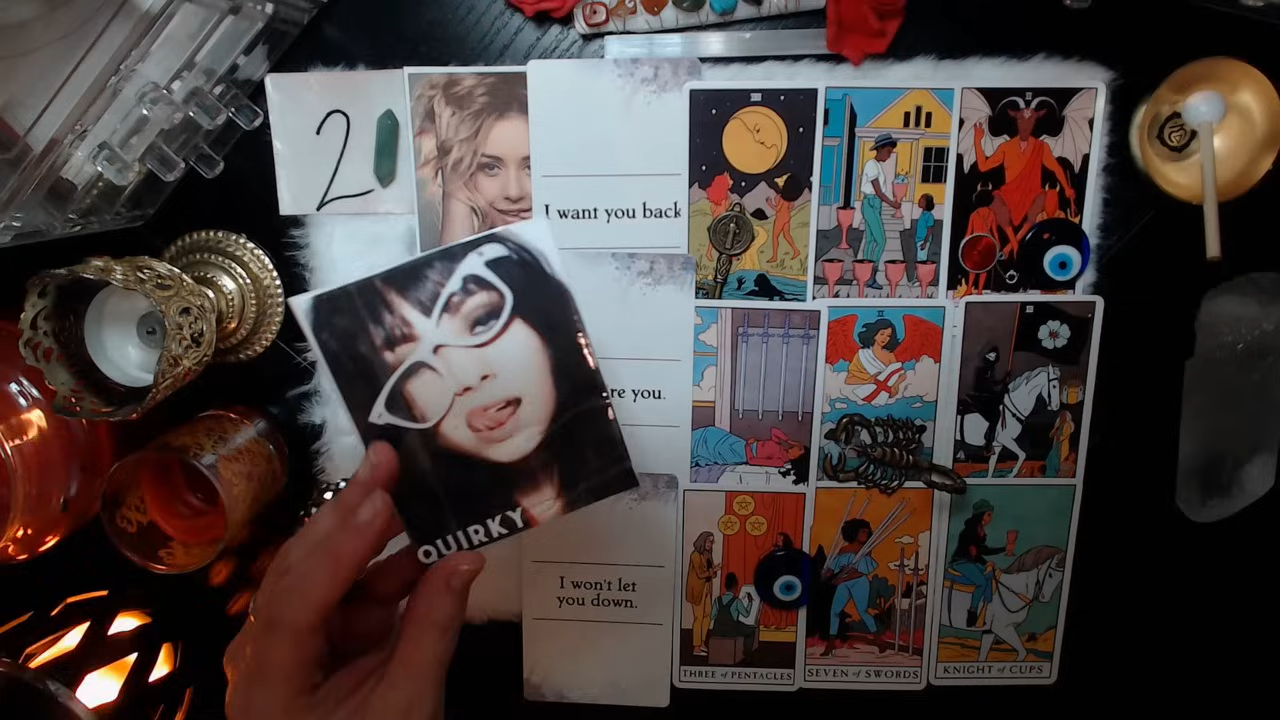 2
I want you back
re you.
QUIRKY
I won't let
you down.
THREE of PENTACLES
SEVEN of SWORDS
KNIGHT of CUPS